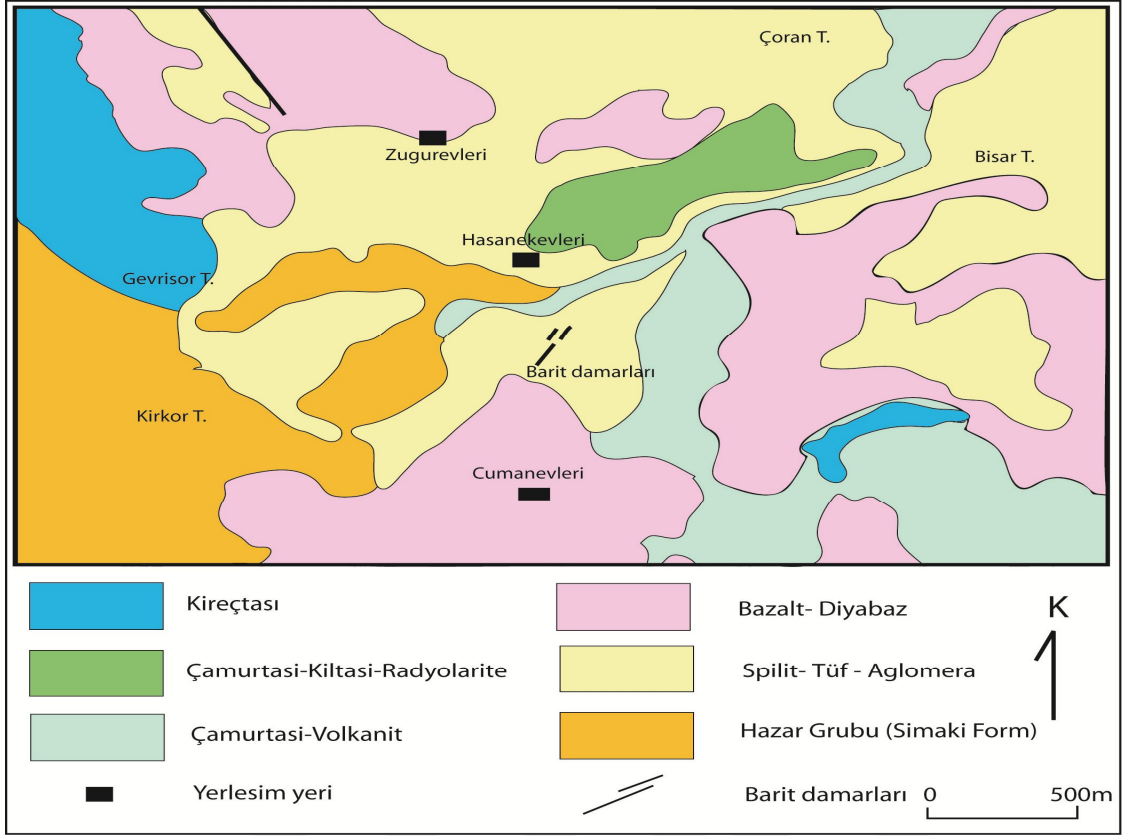 Çoran T.
Zugurevleri
Bisar T.
Hasanekevleri
Gevrisor T.
Barit damarları
Kirkor T.
Cumanevleri
Kireçtası
Çamurtasi-Kiltasi-Radyolarite
Çamurtasi-Volkanit
Yerlesim yeri
Bazalt- Diyabaz
Spilit- Tüf - Aglomera
Hazar Grubu (Simaki Form)
Barit damarları
K
0 500m